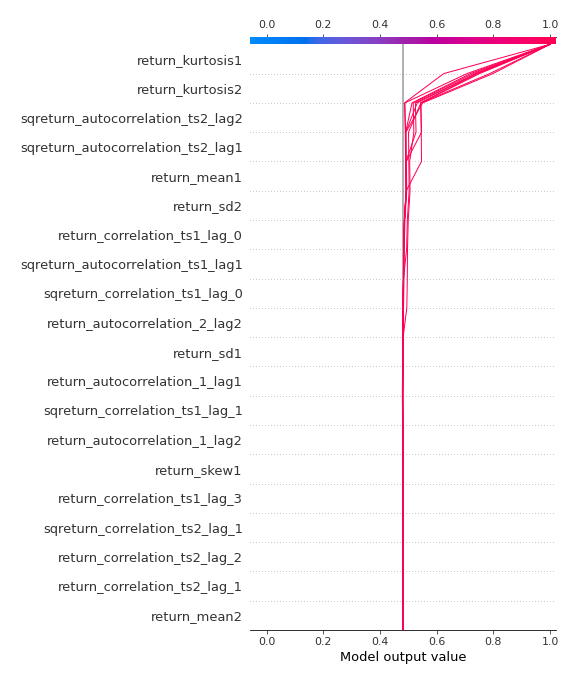 0.0 0.2 0.4 0.6 0.8 1.0
return_kurtosis1
return_kurtosis2
sqreturn_autocorrelation_ts2_lag2
sqreturn_autocorrelation_ts2_lag1
return_mean1
return_sd2
return_correlation_ts1_lag_0
sqreturn_autocorrelation_ts1_lag1
sqreturn_correlation_ts1_lag_0
return_autocorrelation_2_lag2
return_sd1
return_autocorrelation_1_lag1
sqreturn_correlation_ts1_lag_1
return_autocorrelation_1_lag2
return_skew1
return_correlation_ts1_lag_3
sqreturn_correlation_ts2_lag_1
return_correlation_ts2_lag_2
return_correlation_ts2_lag_1
return_mean2
0.0 0.2 0.4 0.6 0.8 1.0
Model output value